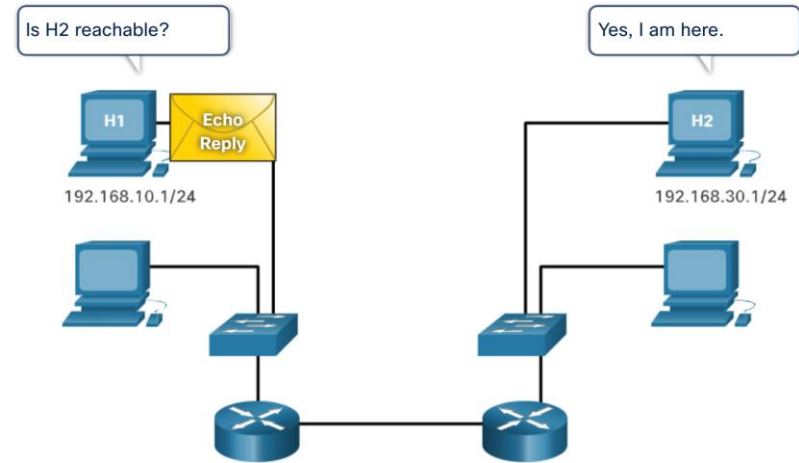 Is H2 reachable?
Yes, I am here.
H1
Echo
Reply
H2
192.168.10.1/24
192.168.30.1/24